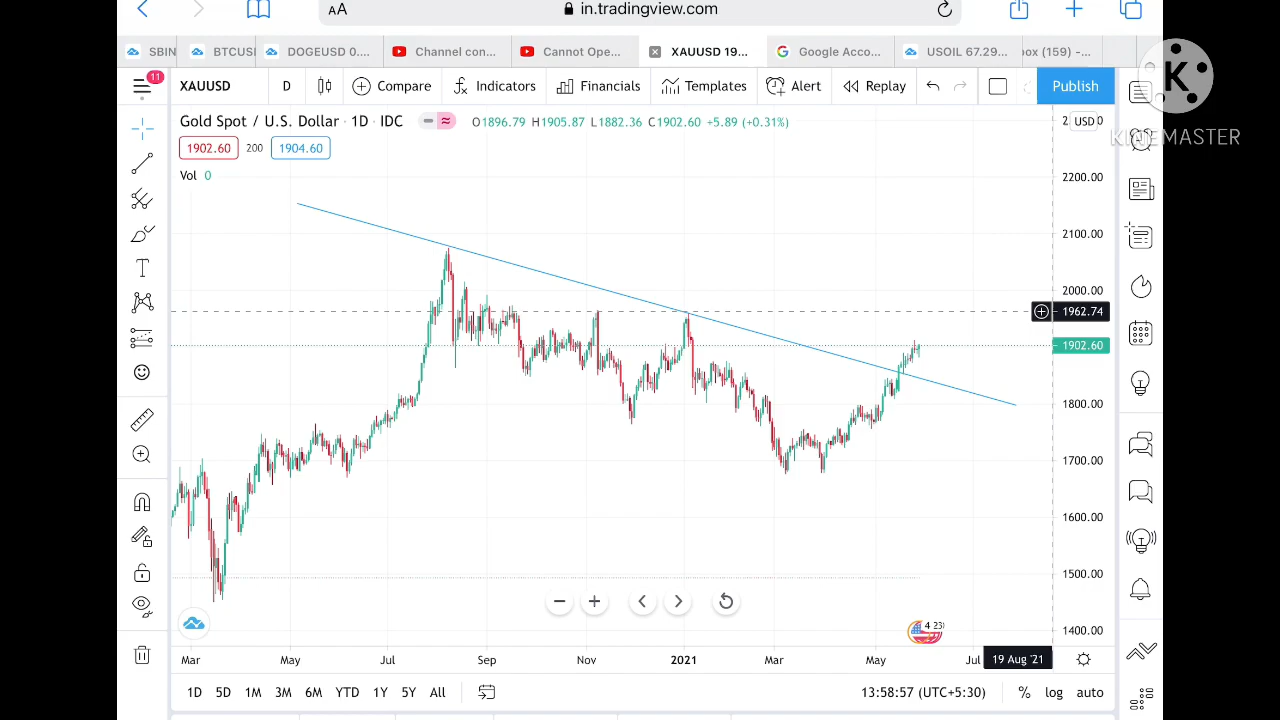 AA
in.tradingview.com
SBIN
BTCUS
DOGEUSD 0....
Channel con...
Cannot Ope...
XAUUSD 19...
Google Acco...
USOIL 67.29...
ox (159) –...
11
XAUUSD
D
Compare
Indicators
Financials
Templates
Alert
Replay
Publish
K
KINEMASTER
Gold Spot / U.S. Dollar · 1D · IDC
O1896.79 H1905.87 L1882.36 C1902.60 +5.89 (+0.31%)
USD
1902.60
200
1904.60
Vol 0
2200.00
2100.00
2000.00
1962.74
1902.60
1800.00
1700.00
1600.00
1500.00
1400.00
4
23
Mar
May
Jul
Sep
Nov
2021
Mar
May
Jul
19 Aug '21
1D
5D
1M
3M
6M
YTD
1Y
5Y
All
13:58:57 (UTC+5:30)
%
log
auto